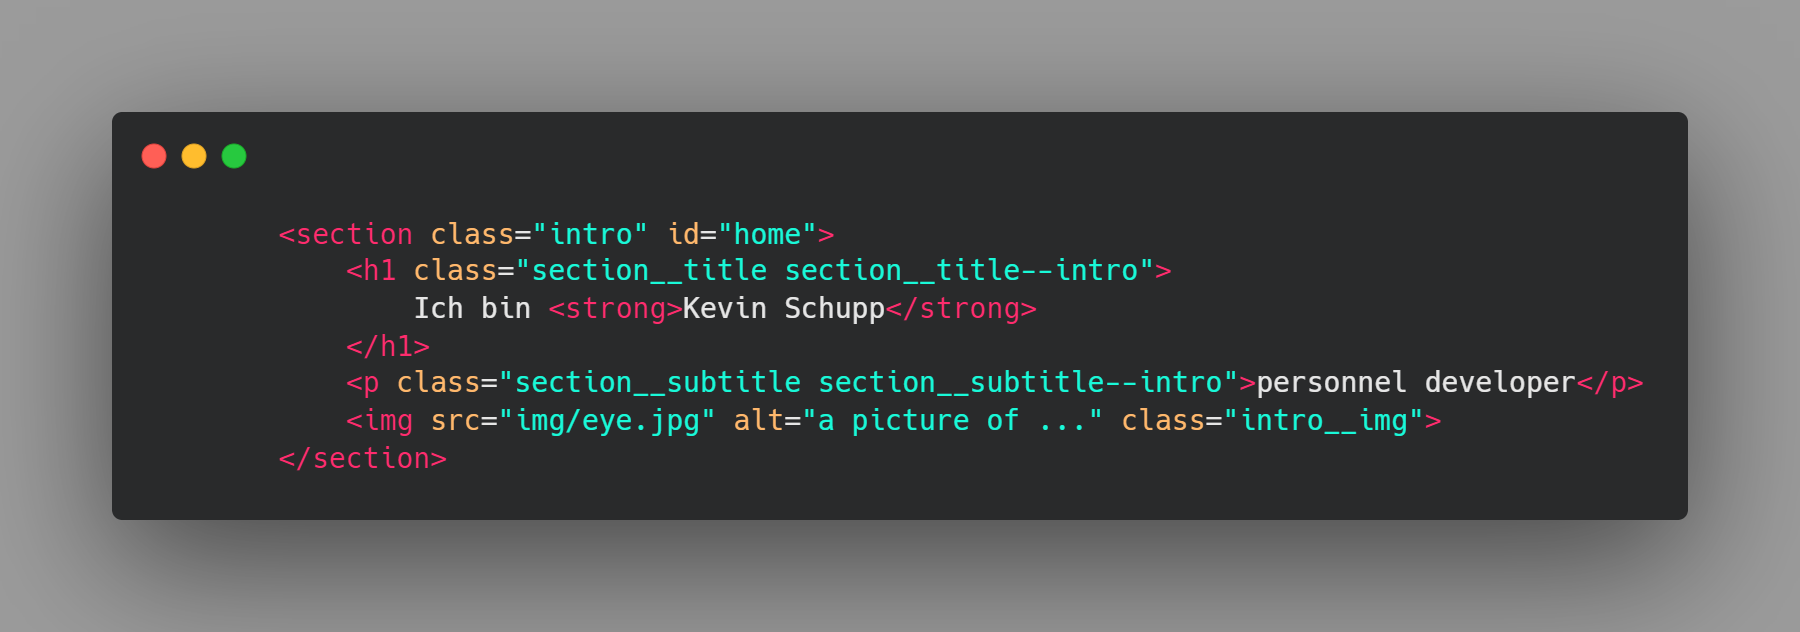 <section class="intro" id="home">
<h1 class="section__title section__title--intro">
Ich bin <strong>Kevin Schupp</strong>
</h1>
<p class="section__subtitle section__subtitle--intro">personnel developer</p>
<img src="img/eye.jpg" alt="a picture of ..." class="intro__img">
</section>